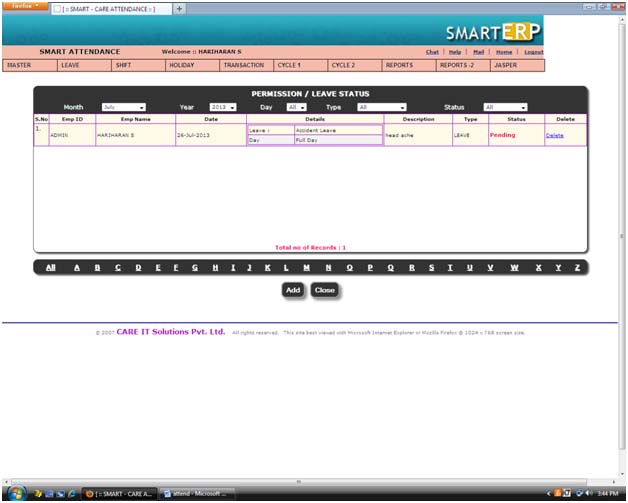 Firefox
[ :: SMART - CARE ATTENDANCE :: ]
+
SMARTERP
SMART ATTENDANCE Welcome :: HARIHARAN S Chat | Help | Mail | Home | Logout
MASTER LEAVE SHIFT HOLIDAY TRANSACTION CYCLE 1 CYCLE 2 REPORTS REPORTS -2 JASPER
PERMISSION / LEAVE STATUS
Month July Year 2013 Day All Type All Status All
S.No Emp ID Emp Name Date Details Description Type Status Delete
1. ADMIN HARIHARAN S 26-Jul-2013 Leave : Accident Leave head ache LEAVE Pending Delete
Day Full Day
Total no of Records : 1
All A B C D E F G H I J K L M N O P Q R S T U V W X Y Z
Add Close
© 2007 CARE IT Solutions Pvt. Ltd. All rights reserved. This site best viewed with Microsoft Internet Explorer or Mozilla Firefox @ 1024 x 768 screen size.
[ :: SMART - CARE A... attend - Microsoft ... 3:44 PM